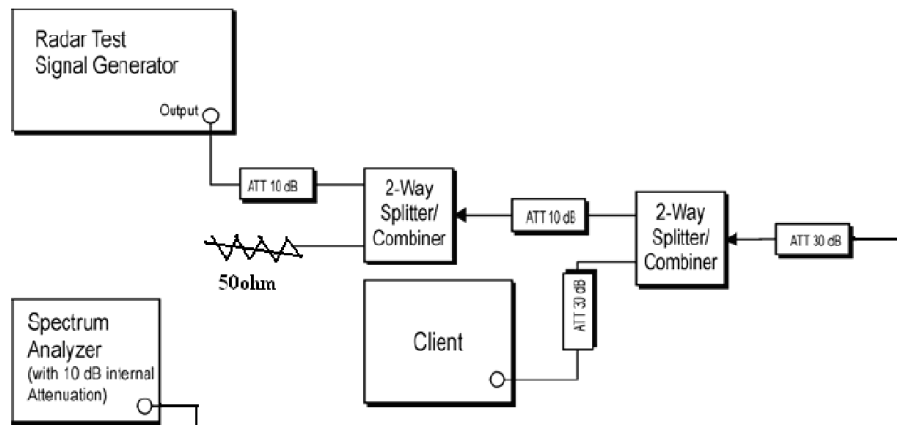 Radar Test
Signal Generator
Output
ATT 10 dB
2-Way
Splitter/
Combiner
ATT 10 dB
2-Way
Splitter/
Combiner
ATT 30 dB
50ohm
ATT 30 dB
Client
Spectrum
Analyzer
(with 10 dB internal
Attenuation)